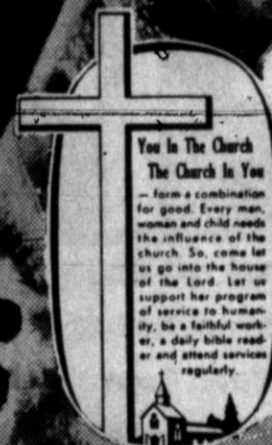 You In The Church
The Church In You
— form a combination
for good. Every man,
woman and child needs
the influence of the
church. So, come let
us go into the house
of the Lord. Let us
support her program
of service to human-
ity, be a faithful work-
er, a daily bible read-
er and attend services
regularly.